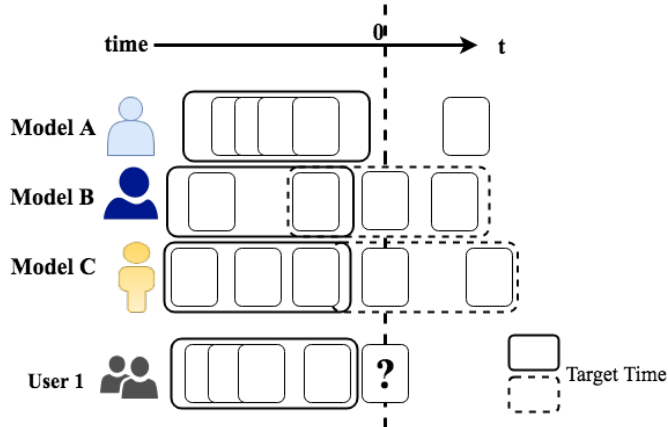 0
time
t
Model A
Model B
Model C
User 1
?
Target Time